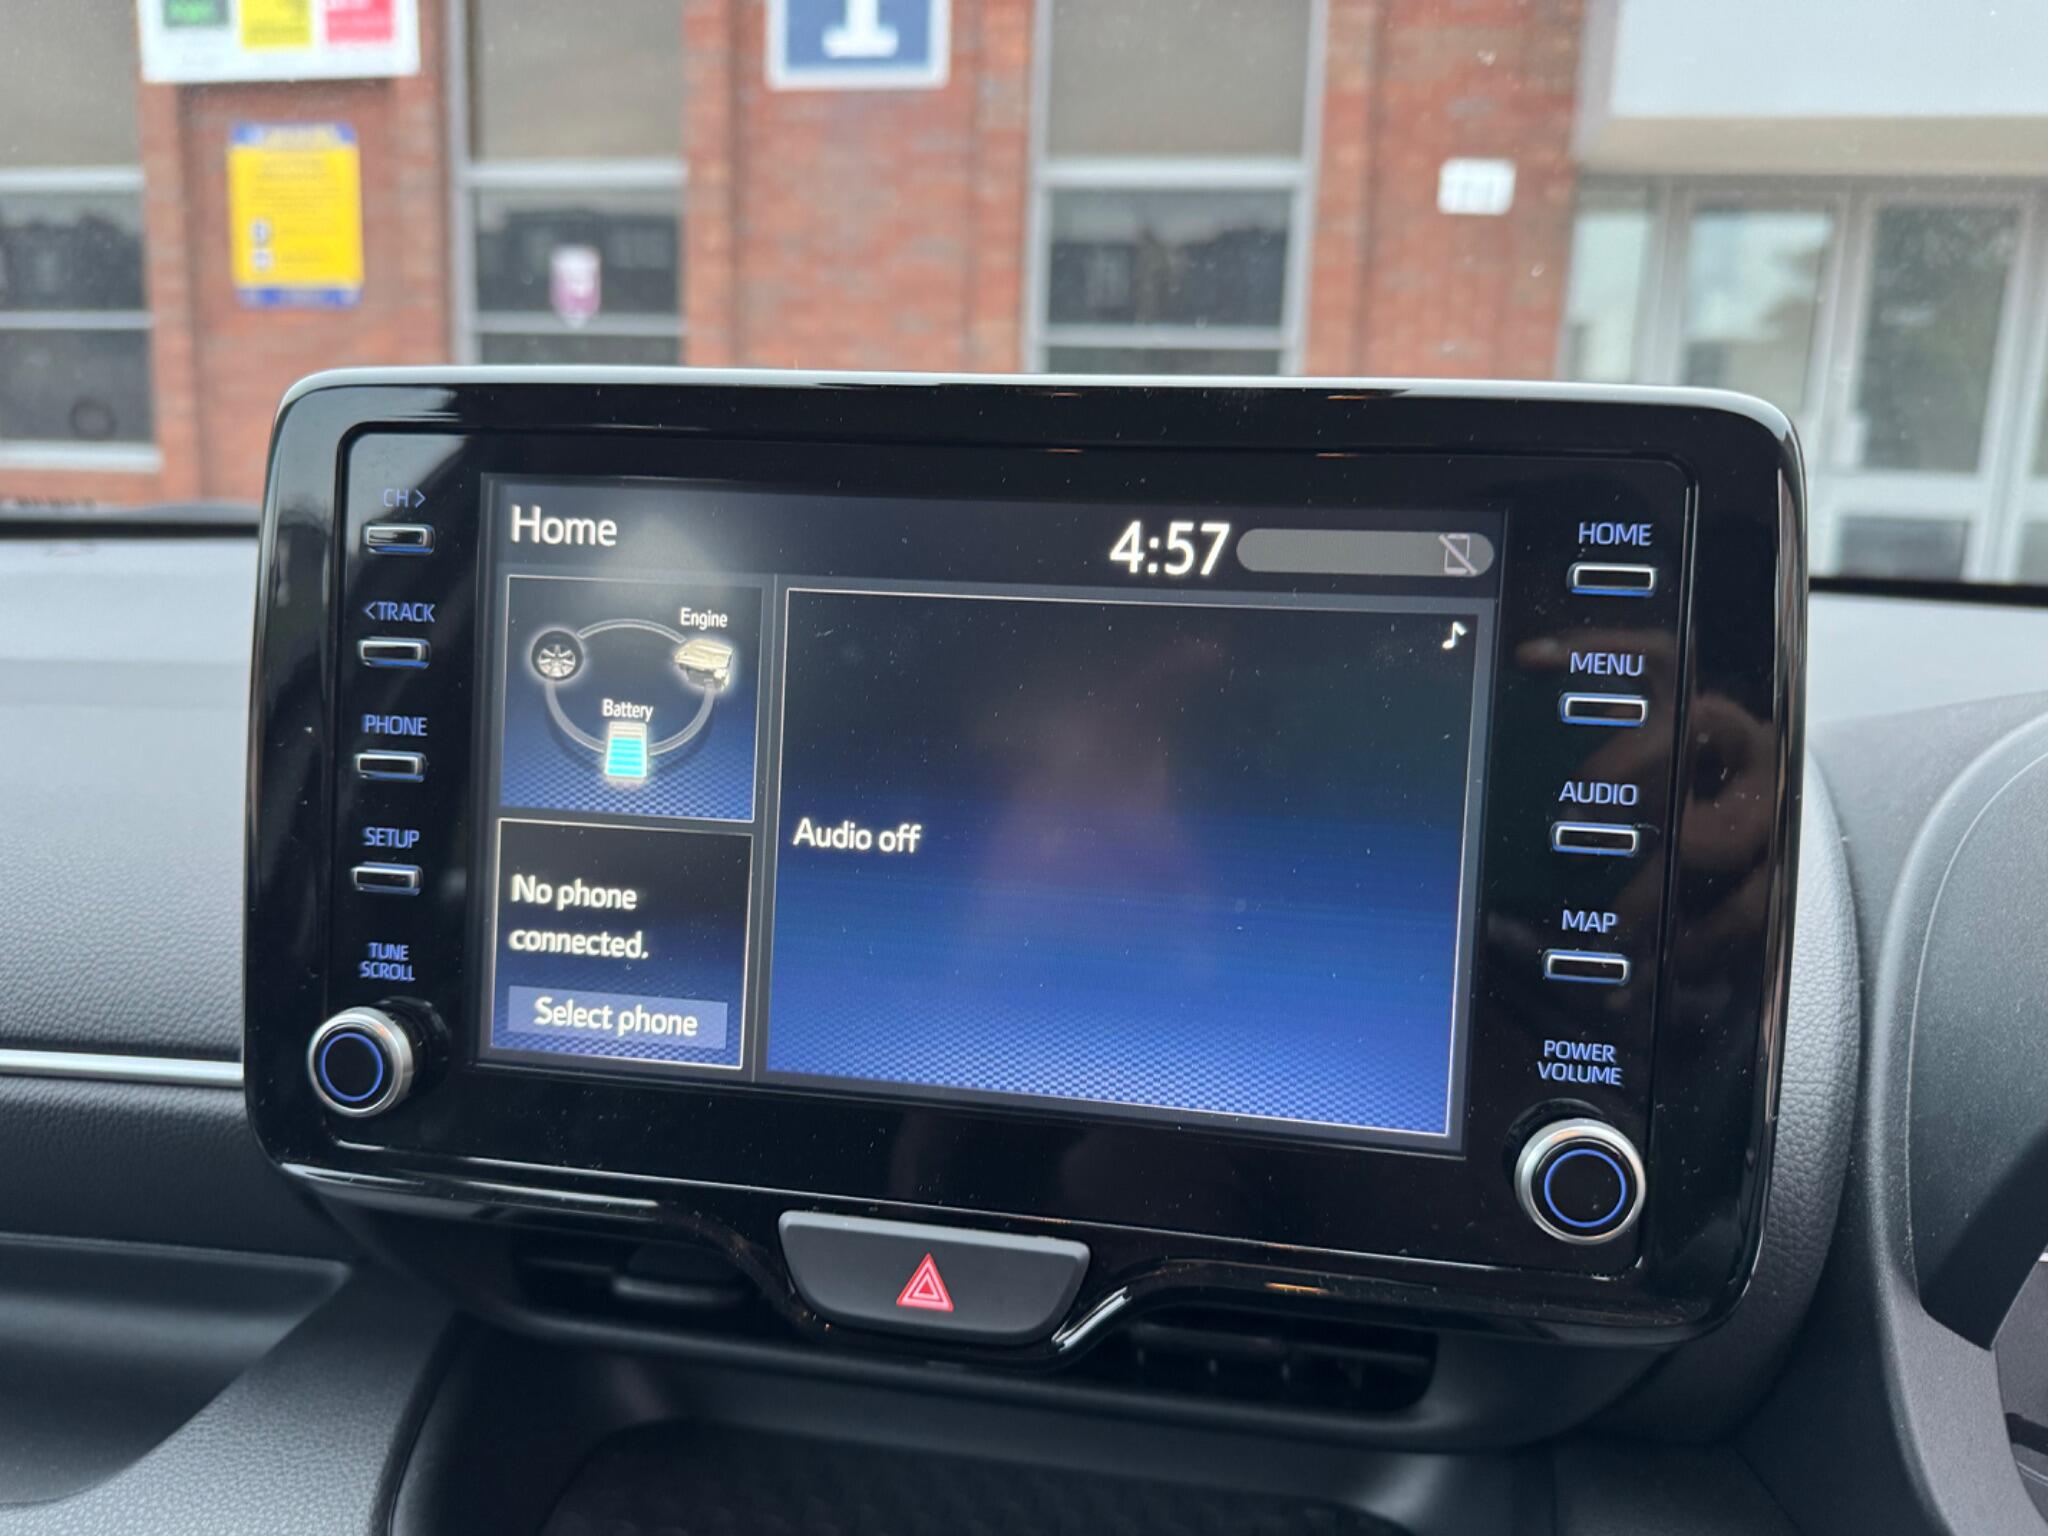 CH>
<TRACK
PHONE
SETUP
TUNE
SCROLL
Home
4:57
Engine
Battery
No phone
connected.
Select phone
Audio off
HOME
MENU
AUDIO
MAP
POWER
VOLUME